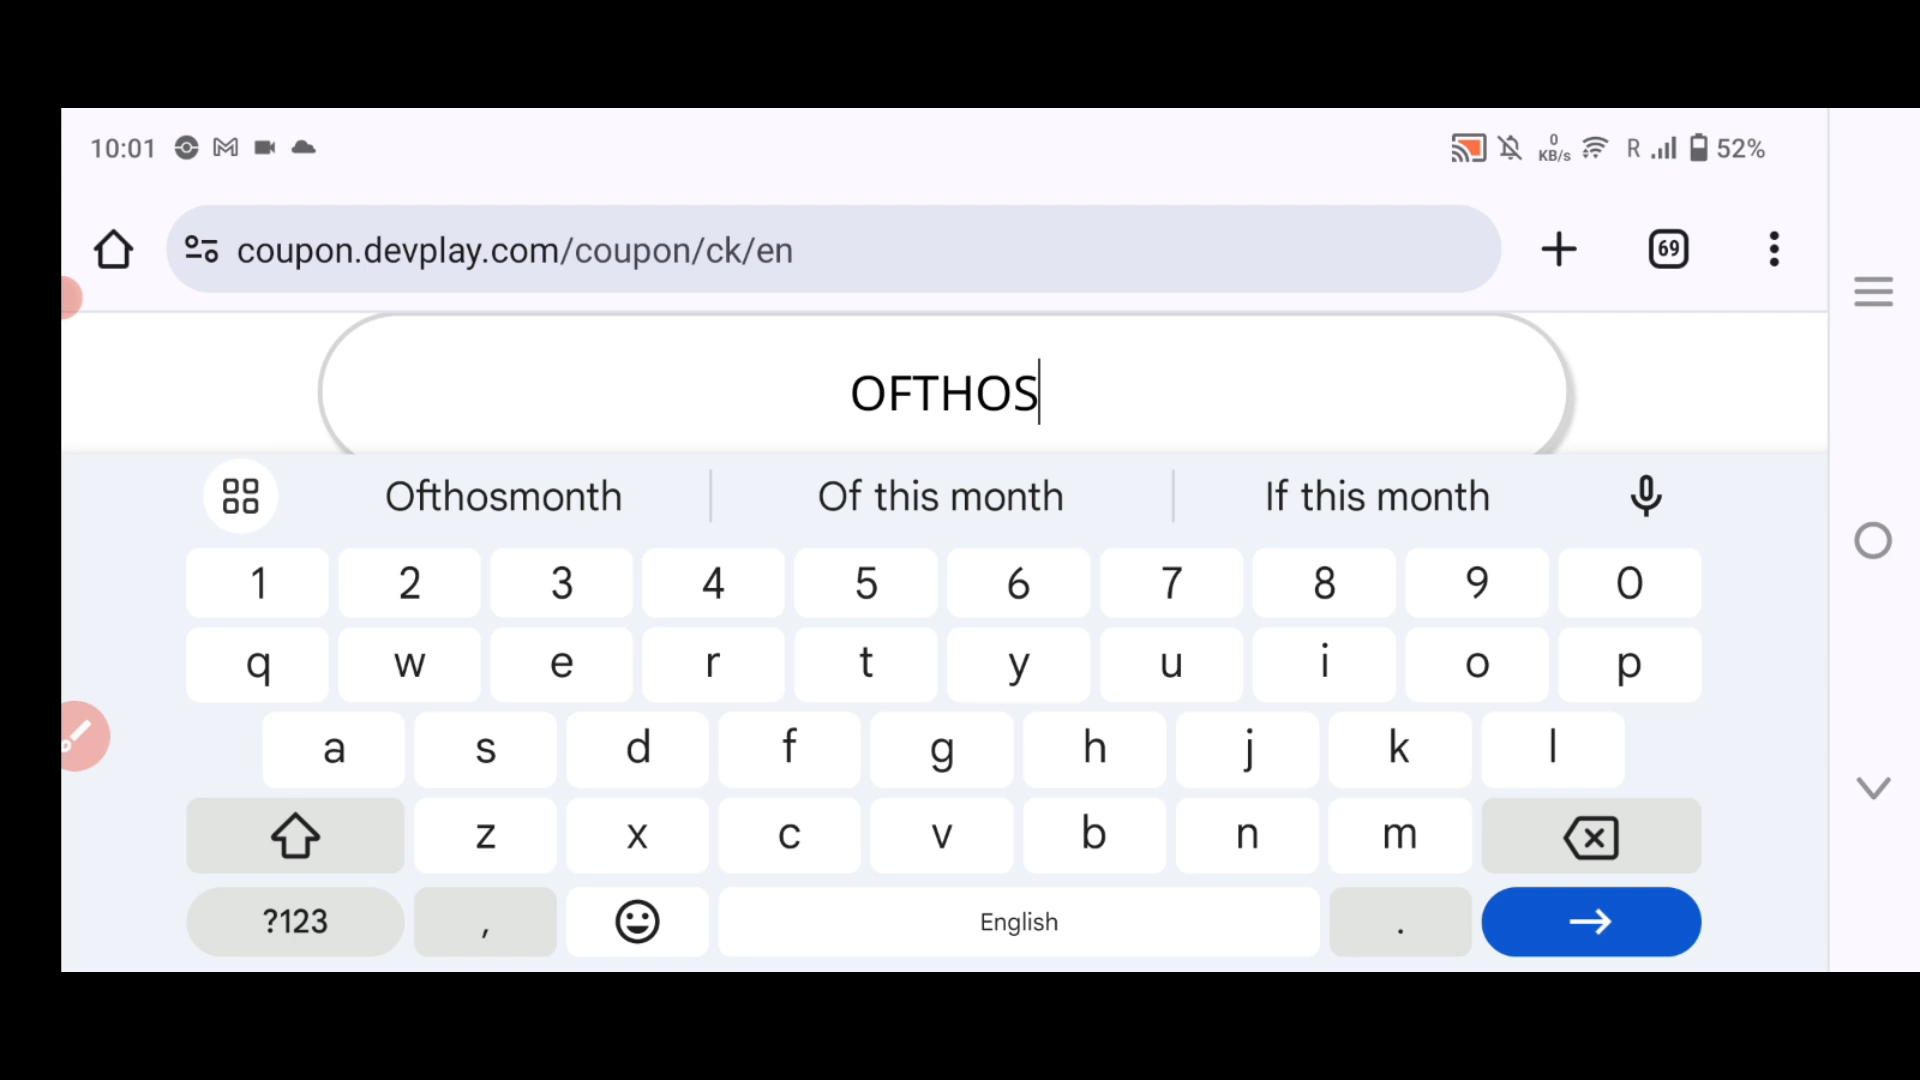 10:01 0 KB/s R 52%
coupon.devplay.com/coupon/ck/en 69
OFTHOS
Ofthosmonth Of this month If this month
1 2 3 4 5 6 7 8 9 0
q w e r t y u i o p
a s d f g h j k l
z x c v b n m
?123 , English .